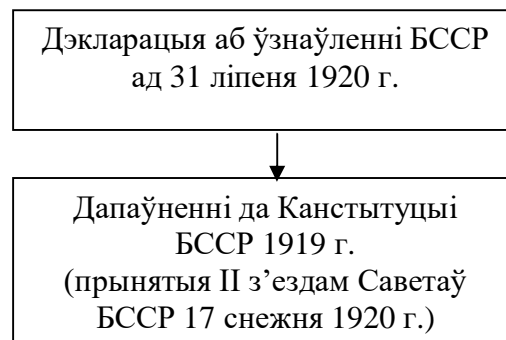 Дэкларацыя аб ўзнаўленні БССР
ад 31 ліпеня 1920 г.
Дапаўненні да Канстытуцыі
БССР 1919 г.
(прынятыя II з’ездам Саветаў
БССР 17 снежня 1920 г.)